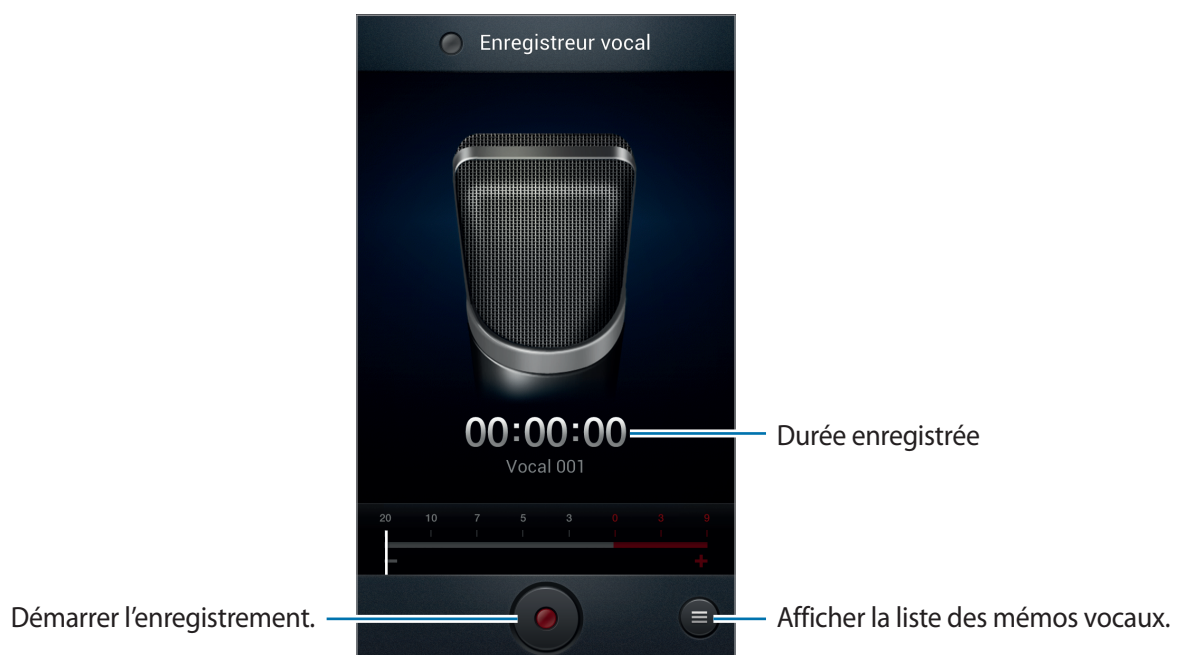 Enregistreur vocal
00:00:00
Durée enregistrée
Vocal 001
20 10 7 5 3 0 3 9
− +
Démarrer l’enregistrement.
Afficher la liste des mémos vocaux.